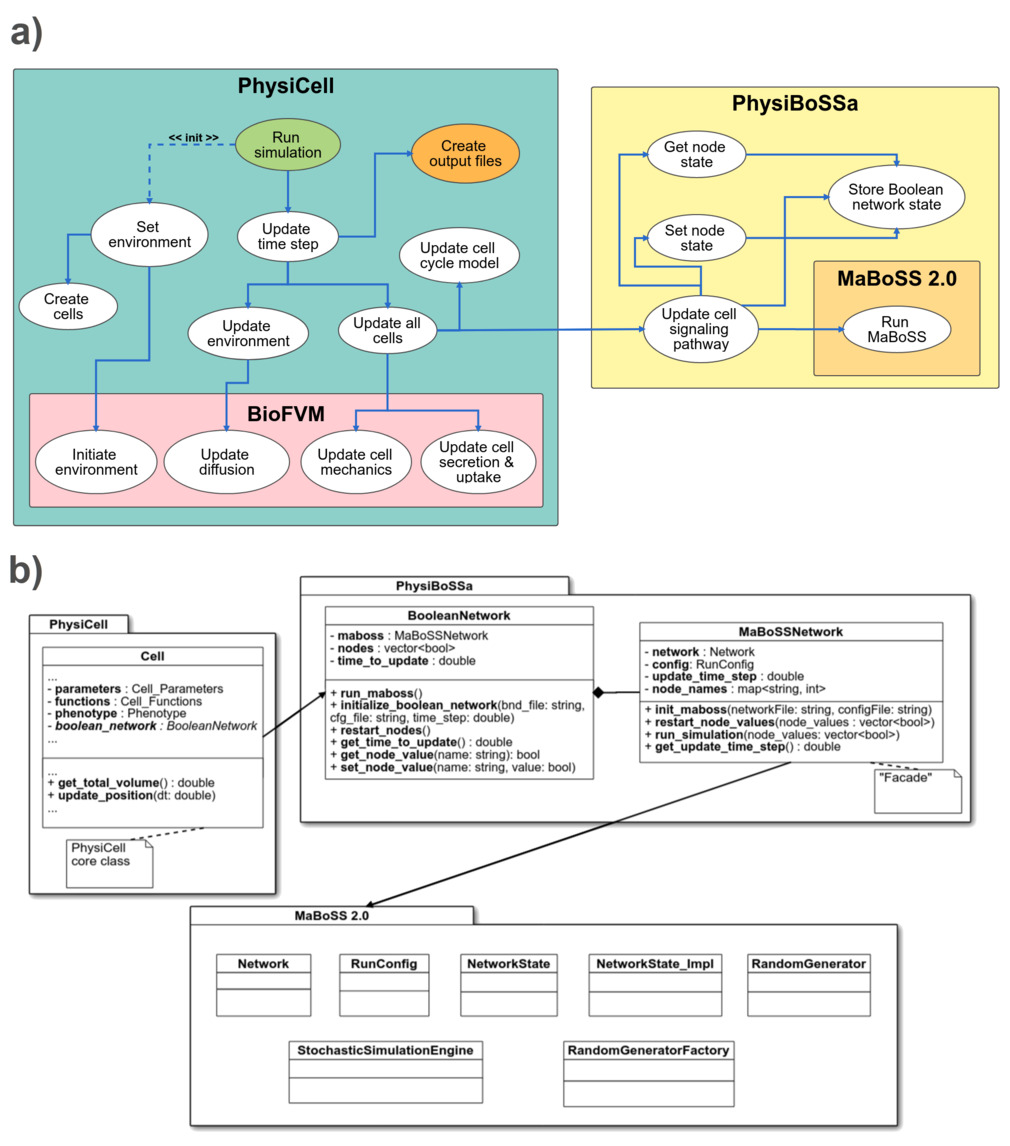 a)
PhysiCell
<< init >>
Run
simulation
Create
output files
Set
environment
Update
time step
Update cell
cycle model
Create
cells
Update
environment
Update all
cells
BioFVM
Initiate
environment
Update
diffusion
Update cell
mechanics
Update cell
secretion &
uptake
PhysiBoSSa
Get node
state
Store Boolean
network state
Set node
state
MaBoSS 2.0
Update cell
signaling
pathway
Run
MaBoSS
b)
PhysiCell
Cell
...
- parameters : Cell_Parameters
- functions : Cell_Functions
- phenotype : Phenotype
- boolean_network : BooleanNetwork
...
...
+ get_total_volume() : double
+ update_position(dt: double)
...
PhysiCell
core class
PhysiBoSSa
BooleanNetwork
- maboss : MaBoSSNetwork
- nodes : vector<bool>
- time_to_update : double
+ run_maboss()
+ initialize_boolean_network(bnd_file: string,
cfg_file: string, time_step: double)
+ restart_nodes()
+ get_time_to_update() : double
+ get_node_value(name: string): bool
+ set_node_value(name: string, value: bool)
MaBoSSNetwork
- network : Network
- config: RunConfig
- update_time_step : double
- node_names : map<string, int>
+ init_maboss(networkFile: string, configFile: string)
+ restart_node_values(node_values : vector<bool>)
+ run_simulation(node_values: vector<bool>)
+ get_update_time_step() : double
"Facade"
MaBoSS 2.0
Network
RunConfig
NetworkState
NetworkState_Impl
RandomGenerator
StochasticSimulationEngine
RandomGeneratorFactory